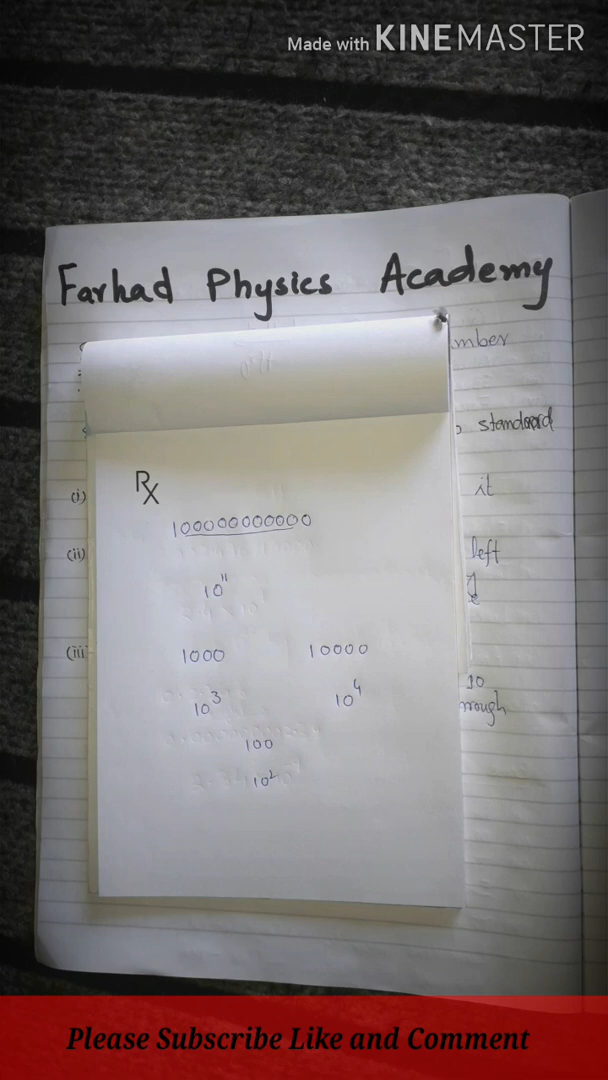 Made with KINEMASTER
Farhad Physics Academy
mber
standard
(i) it
Rx
100000000000
(ii) left
10¹¹
(iii)
1000 10000
10
10³ 10⁴
hrough
100
10²
Please Subscribe Like and Comment